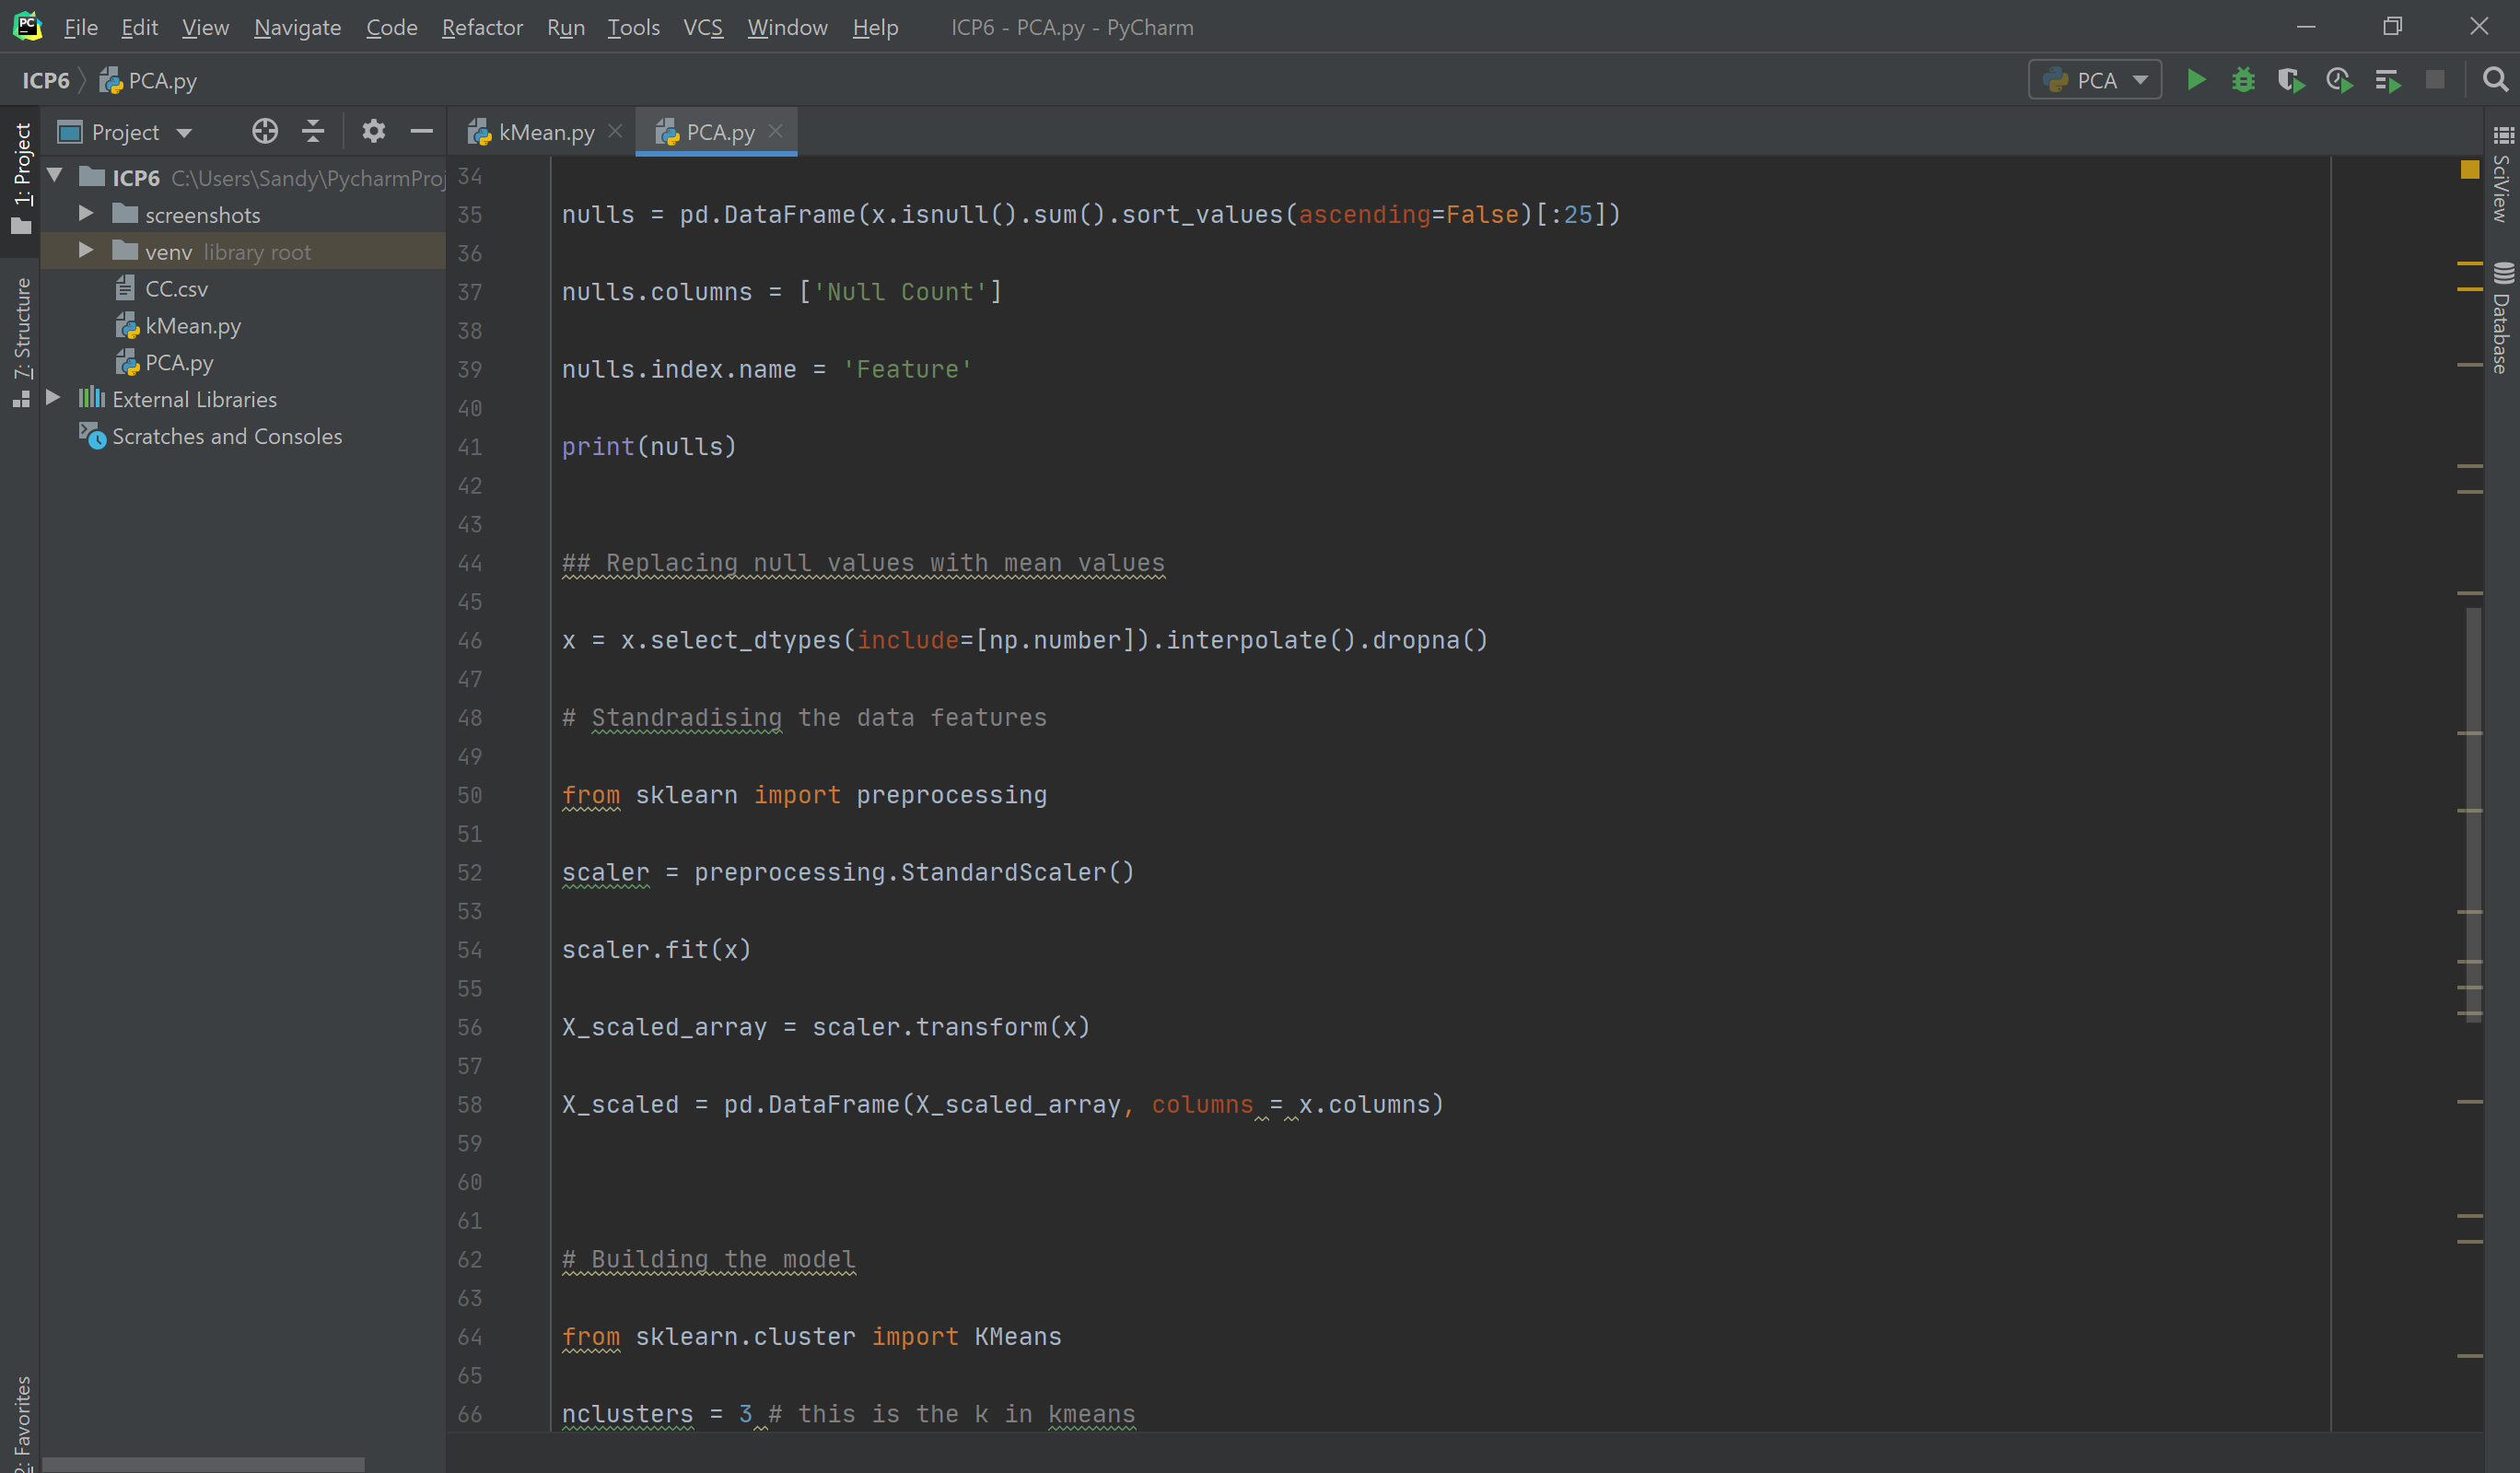 PC
File Edit View Navigate Code Refactor Run Tools VCS Window Help ICP6 - PCA.py - PyCharm
ICP6 PCA.py PCA
1: Project
7: Structure
Favorites
Project
ICP6 C:\Users\Sandy\PycharmProj
screenshots
venv library root
CC.csv
kMean.py
PCA.py
External Libraries
Scratches and Consoles
kMean.py PCA.py
34
35 nulls = pd.DataFrame(x.isnull().sum().sort_values(ascending=False)[:25])
36
37 nulls.columns = ['Null Count']
38
39 nulls.index.name = 'Feature'
40
41 print(nulls)
42
43
44 ## Replacing null values with mean values
45
46 x = x.select_dtypes(include=[np.number]).interpolate().dropna()
47
48 # Standradising the data features
49
50 from sklearn import preprocessing
51
52 scaler = preprocessing.StandardScaler()
53
54 scaler.fit(x)
55
56 X_scaled_array = scaler.transform(x)
57
58 X_scaled = pd.DataFrame(X_scaled_array, columns = x.columns)
59
60
61
62 # Building the model
63
64 from sklearn.cluster import KMeans
65
66 nclusters = 3 # this is the k in kmeans
SciView
Database